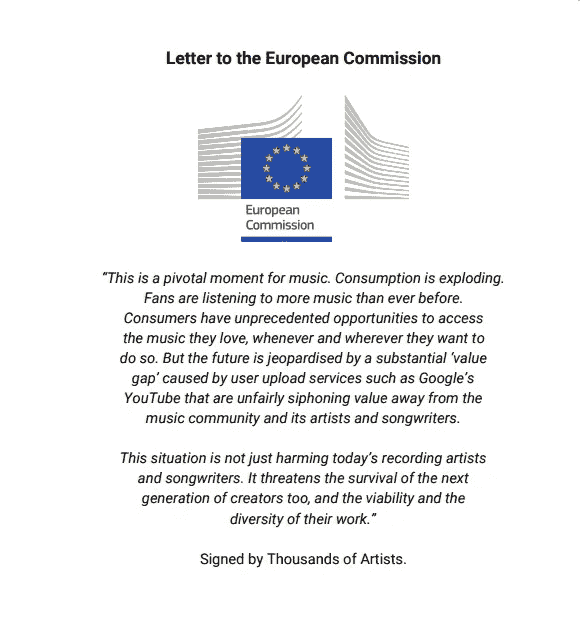 Letter to the European Commission
European
Commission
“This is a pivotal moment for music. Consumption is exploding.
Fans are listening to more music than ever before.
Consumers have unprecedented opportunities to access
the music they love, whenever and wherever they want to
do so. But the future is jeopardised by a substantial ‘value
gap’ caused by user upload services such as Google’s
YouTube that are unfairly siphoning value away from the
music community and its artists and songwriters.
This situation is not just harming today’s recording artists
and songwriters. It threatens the survival of the next
generation of creators too, and the viability and the
diversity of their work.”
Signed by Thousands of Artists.